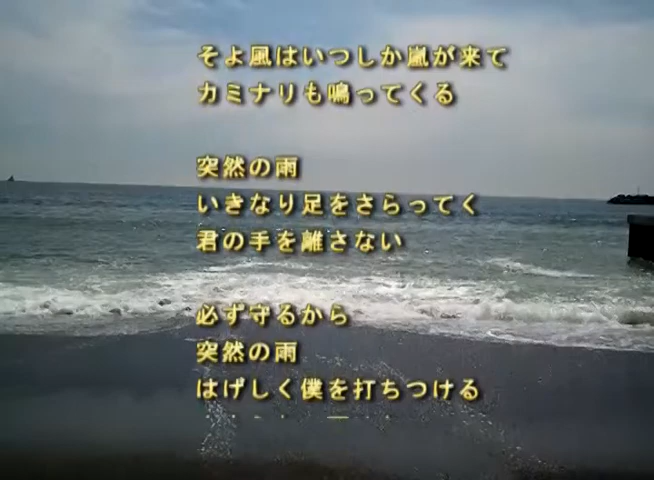 そよ風はいつしか嵐が来て
カミナリも鳴ってくる
突然の雨
いきなり足をさらってく
君の手を離さない
必ず守るから
突然の雨
はげしく僕を打ちつける